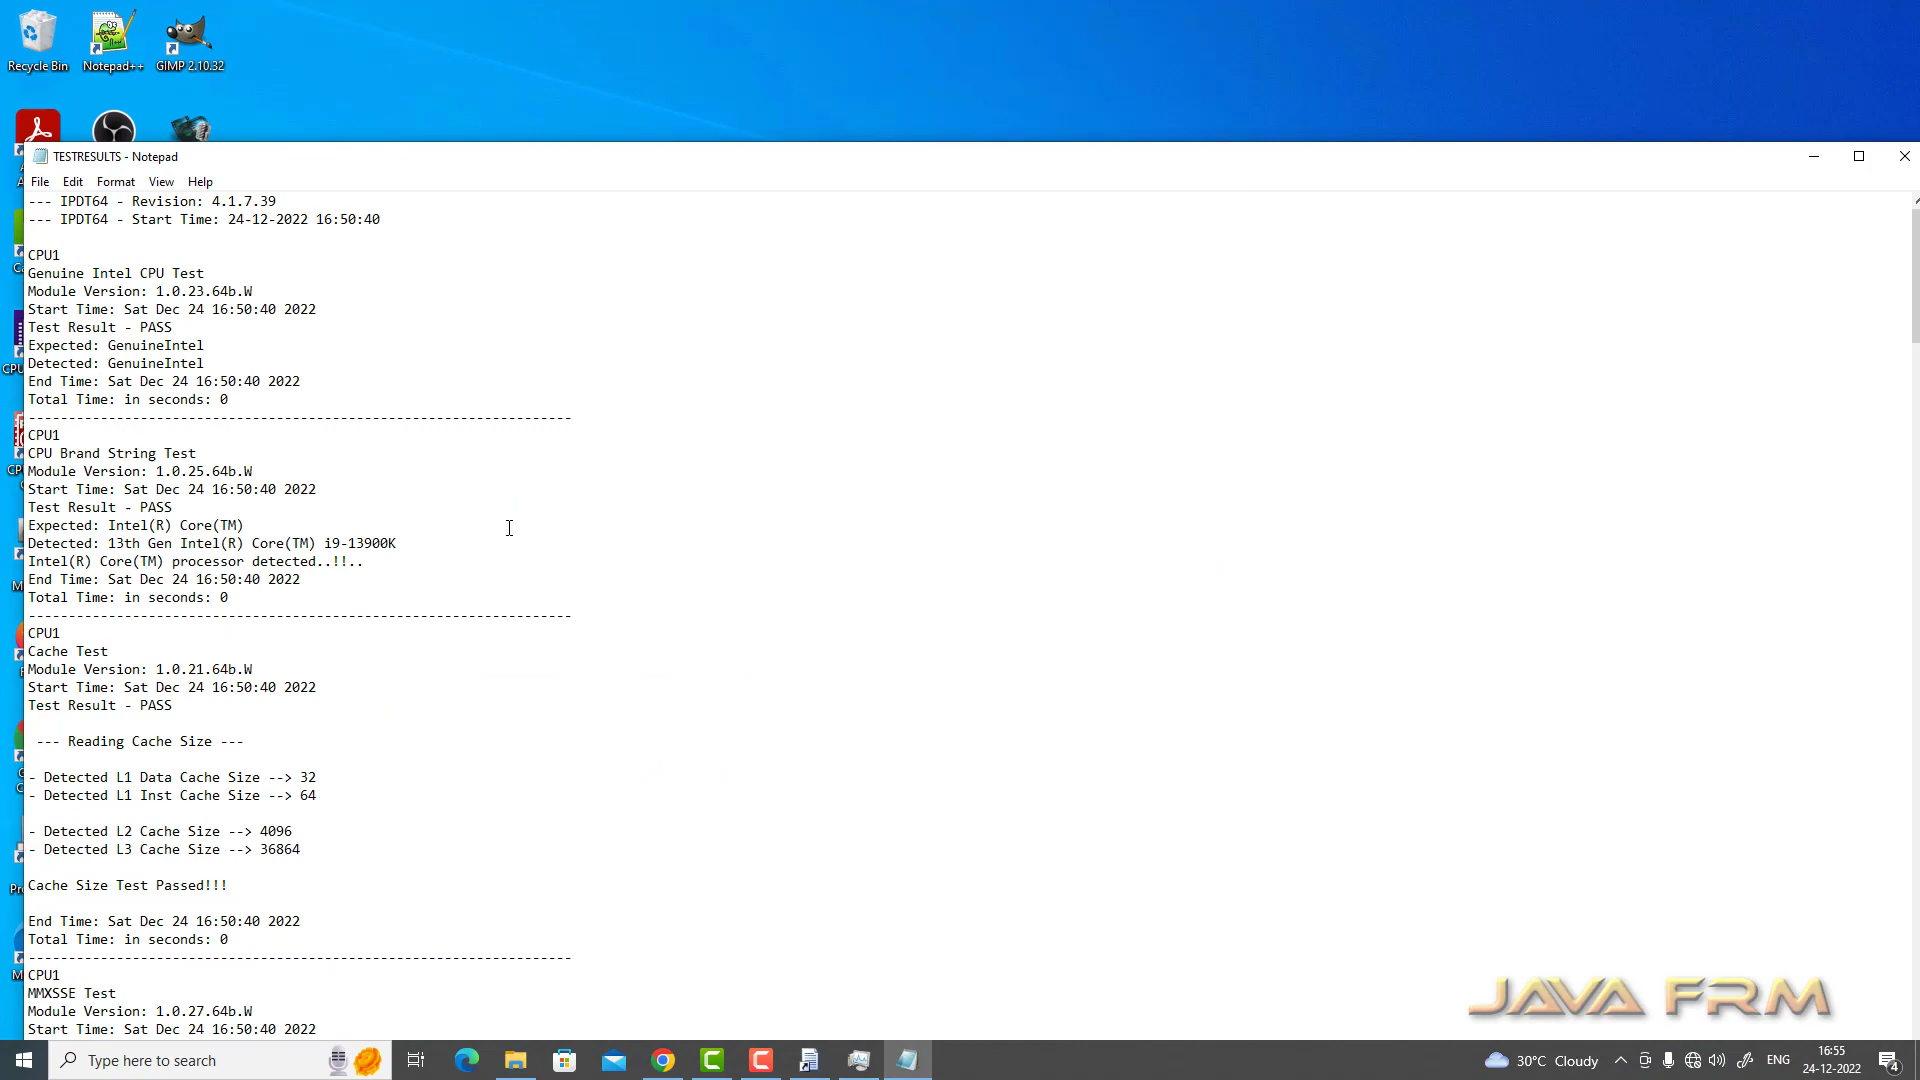 Recycle Bin
Notepad++
GIMP 2.10.32
TESTRESULTS - Notepad
File Edit Format View Help
--- IPDT64 - Revision: 4.1.7.39
--- IPDT64 - Start Time: 24-12-2022 16:50:40
CPU1
Genuine Intel CPU Test
Module Version: 1.0.23.64b.W
Start Time: Sat Dec 24 16:50:40 2022
Test Result - PASS
Expected: GenuineIntel
Detected: GenuineIntel
End Time: Sat Dec 24 16:50:40 2022
Total Time: in seconds: 0
--------------------------------------------------------------------
CPU1
CPU Brand String Test
Module Version: 1.0.25.64b.W
Start Time: Sat Dec 24 16:50:40 2022
Test Result - PASS
Expected: Intel(R) Core(TM)
Detected: 13th Gen Intel(R) Core(TM) i9-13900K
Intel(R) Core(TM) processor detected..!!..
End Time: Sat Dec 24 16:50:40 2022
Total Time: in seconds: 0
--------------------------------------------------------------------
CPU1
Cache Test
Module Version: 1.0.21.64b.W
Start Time: Sat Dec 24 16:50:40 2022
Test Result - PASS
--- Reading Cache Size ---
- Detected L1 Data Cache Size --> 32
- Detected L1 Inst Cache Size --> 64
- Detected L2 Cache Size --> 4096
- Detected L3 Cache Size --> 36864
Cache Size Test Passed!!!
End Time: Sat Dec 24 16:50:40 2022
Total Time: in seconds: 0
--------------------------------------------------------------------
CPU1
MMXSSE Test
Module Version: 1.0.27.64b.W
Start Time: Sat Dec 24 16:50:40 2022
JAVA FRM
Type here to search
30°C Cloudy
ENG
16:55
24-12-2022
4